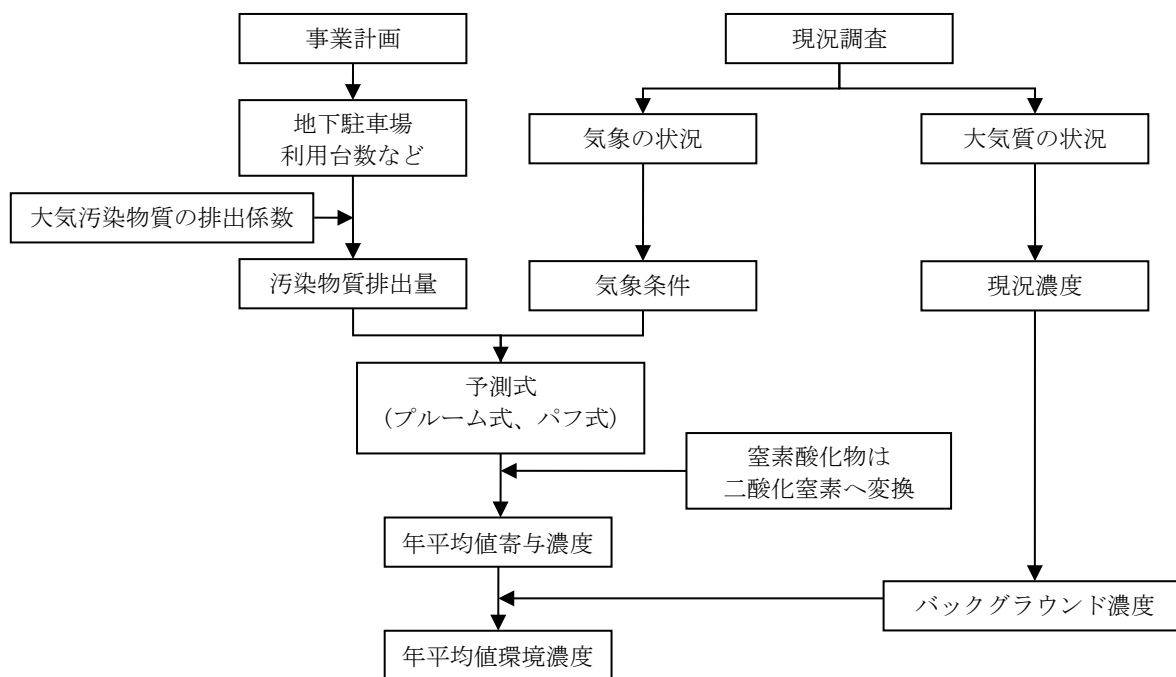 事業計画
現況調査
地下駐車場
利用台数など
気象の状況
大気質の状況
大気汚染物質の排出係数
汚染物質排出量
気象条件
現況濃度
予測式
(プルーム式、パフ式)
窒素酸化物は
二酸化窒素へ変換
年平均値寄与濃度
バックグラウンド濃度
年平均値環境濃度